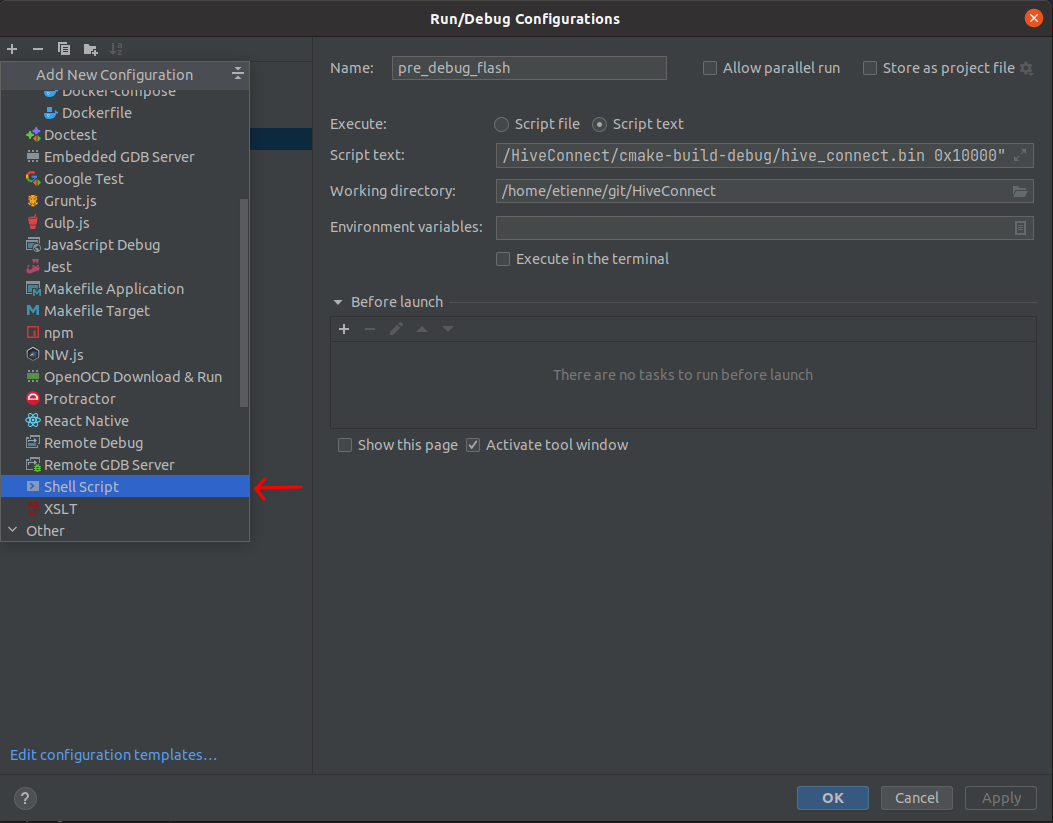 Run/Debug Configurations
Add New Configuration
Docker-compose
Dockerfile
Doctest
Embedded GDB Server
Google Test
Grunt.js
Gulp.js
JavaScript Debug
Jest
Makefile Application
Makefile Target
npm
NW.js
OpenOCD Download & Run
Protractor
React Native
Remote Debug
Remote GDB Server
Shell Script
XSLT
Other
Edit configuration templates...
Name: pre_debug_flash Allow parallel run Store as project file
Execute: Script file Script text
Script text: /HiveConnect/cmake-build-debug/hive_connect.bin 0x10000"
Working directory: /home/etienne/git/HiveConnect
Environment variables:
Execute in the terminal
Before launch
There are no tasks to run before launch
Show this page Activate tool window
? OK Cancel Apply